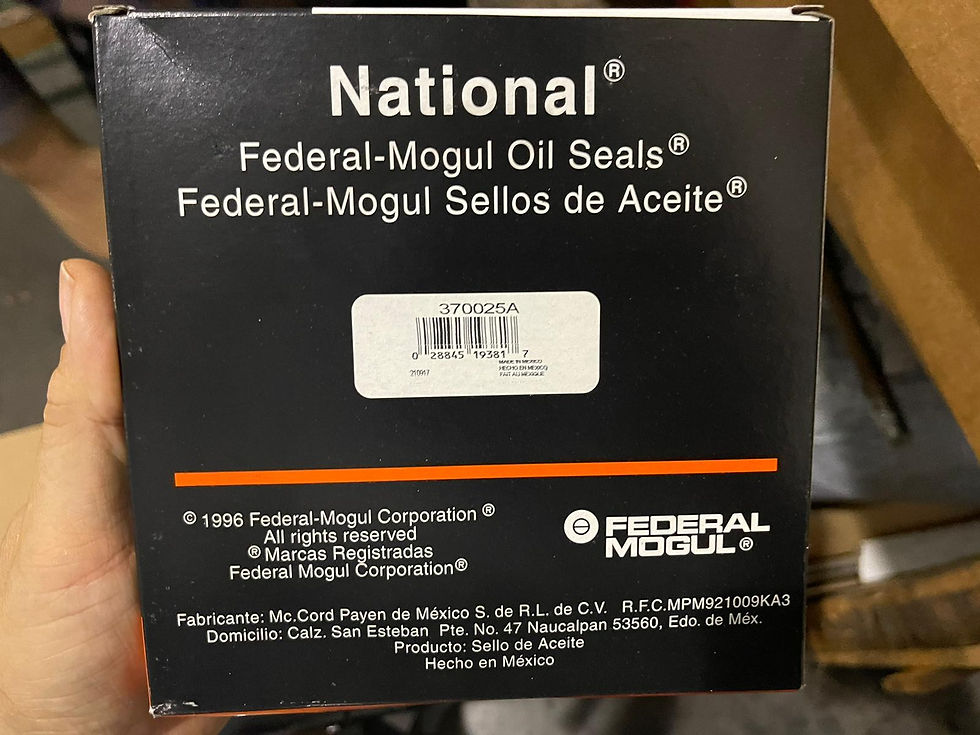 National®
Federal-Mogul Oil Seals®
Federal-Mogul Sellos de Aceite®
370025A
0 28845 19381 7
MADE IN MEXICO
HECHO EN MEXICO
FAIT AU MEXIQUE
210917
© 1996 Federal-Mogul Corporation ®
All rights reserved
® Marcas Registradas
Federal Mogul Corporation®
FEDERAL
MOGUL®
Fabricante: Mc.Cord Payen de México S. de R.L. de C.V. R.F.C.MPM921009KA3
Domicilio: Calz. San Esteban Pte. No. 47 Naucalpan 53560, Edo. de Méx.
Producto: Sello de Aceite
Hecho en México